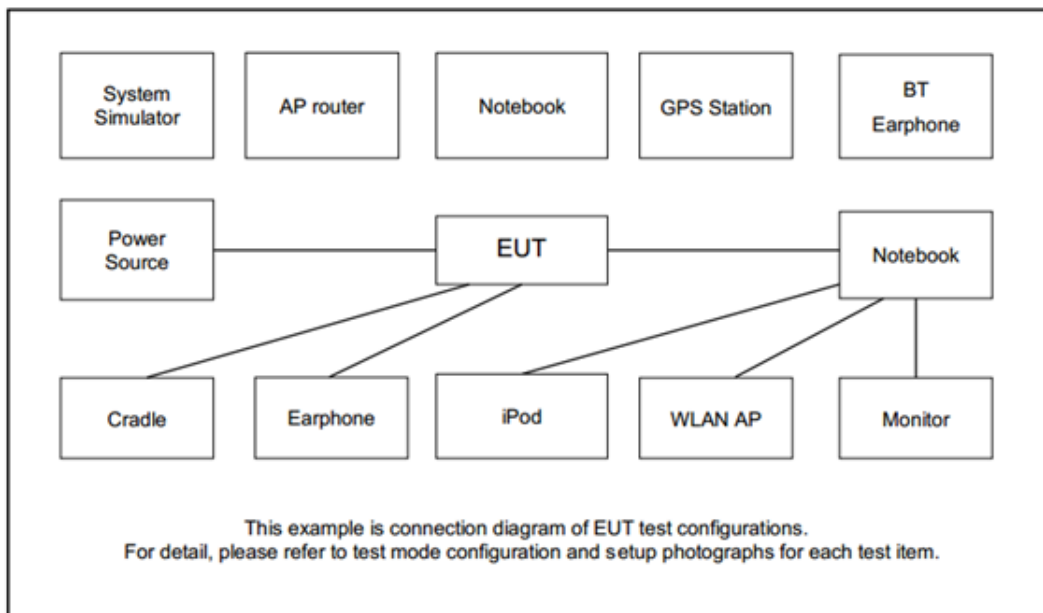 System
Simulator
AP router
Notebook
GPS Station
BT
Earphone
Power
Source
EUT
Notebook
Cradle
Earphone
iPod
WLAN AP
Monitor
This example is connection diagram of EUT test configurations.
For detail, please refer to test mode configuration and setup photographs for each test item.